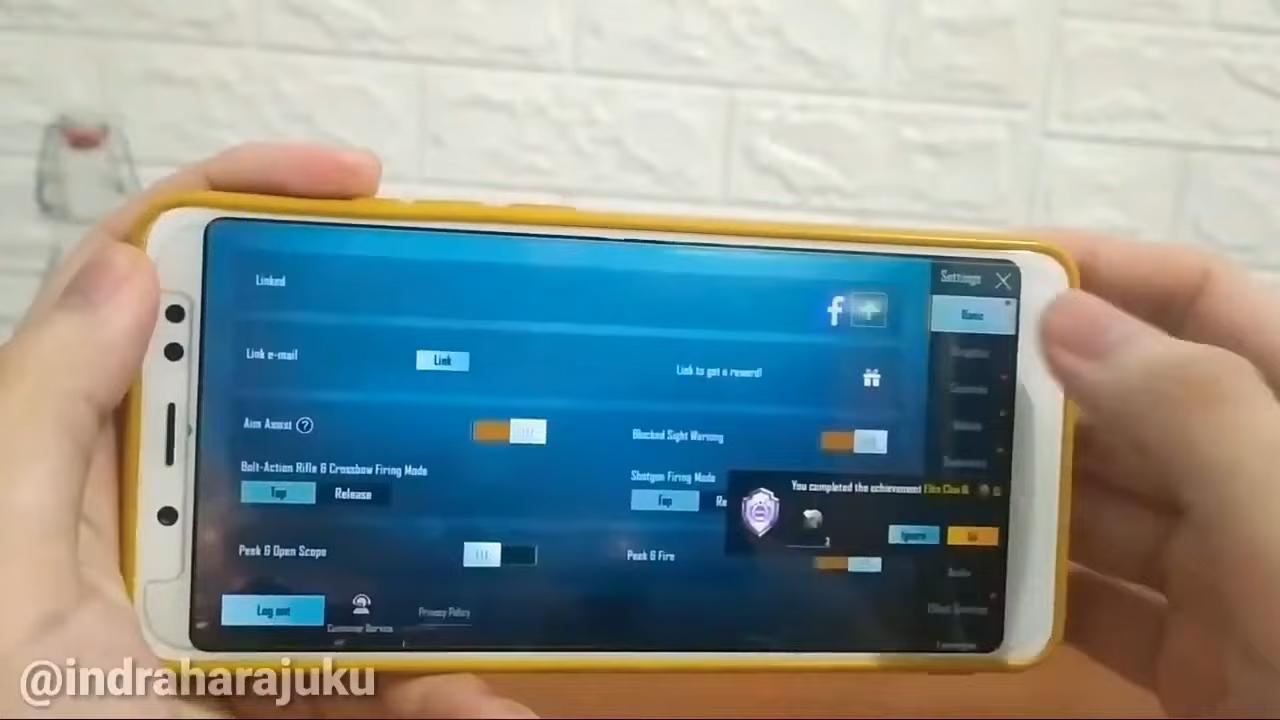 Linked
f
Settings
Basic
Link e-mail
Link
Link to get a reward!
Aim Assist ?
Blocked Sight Warning
Bolt-Action Rifle & Crossbow Firing Mode
Tap
Release
Shotgun Firing Mode
Tap
Re
You completed the achievement
Ignore
Go
Peek & Open Scope
Peek & Fire
Log out
Customer Service
Privacy Policy
@indraharajuku